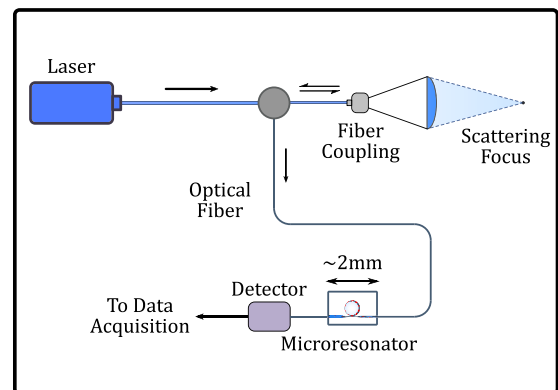 Laser
Fiber
Coupling
Scattering
Focus
Optical
Fiber
~2mm
Detector
To Data
Acquisition
Microresonator